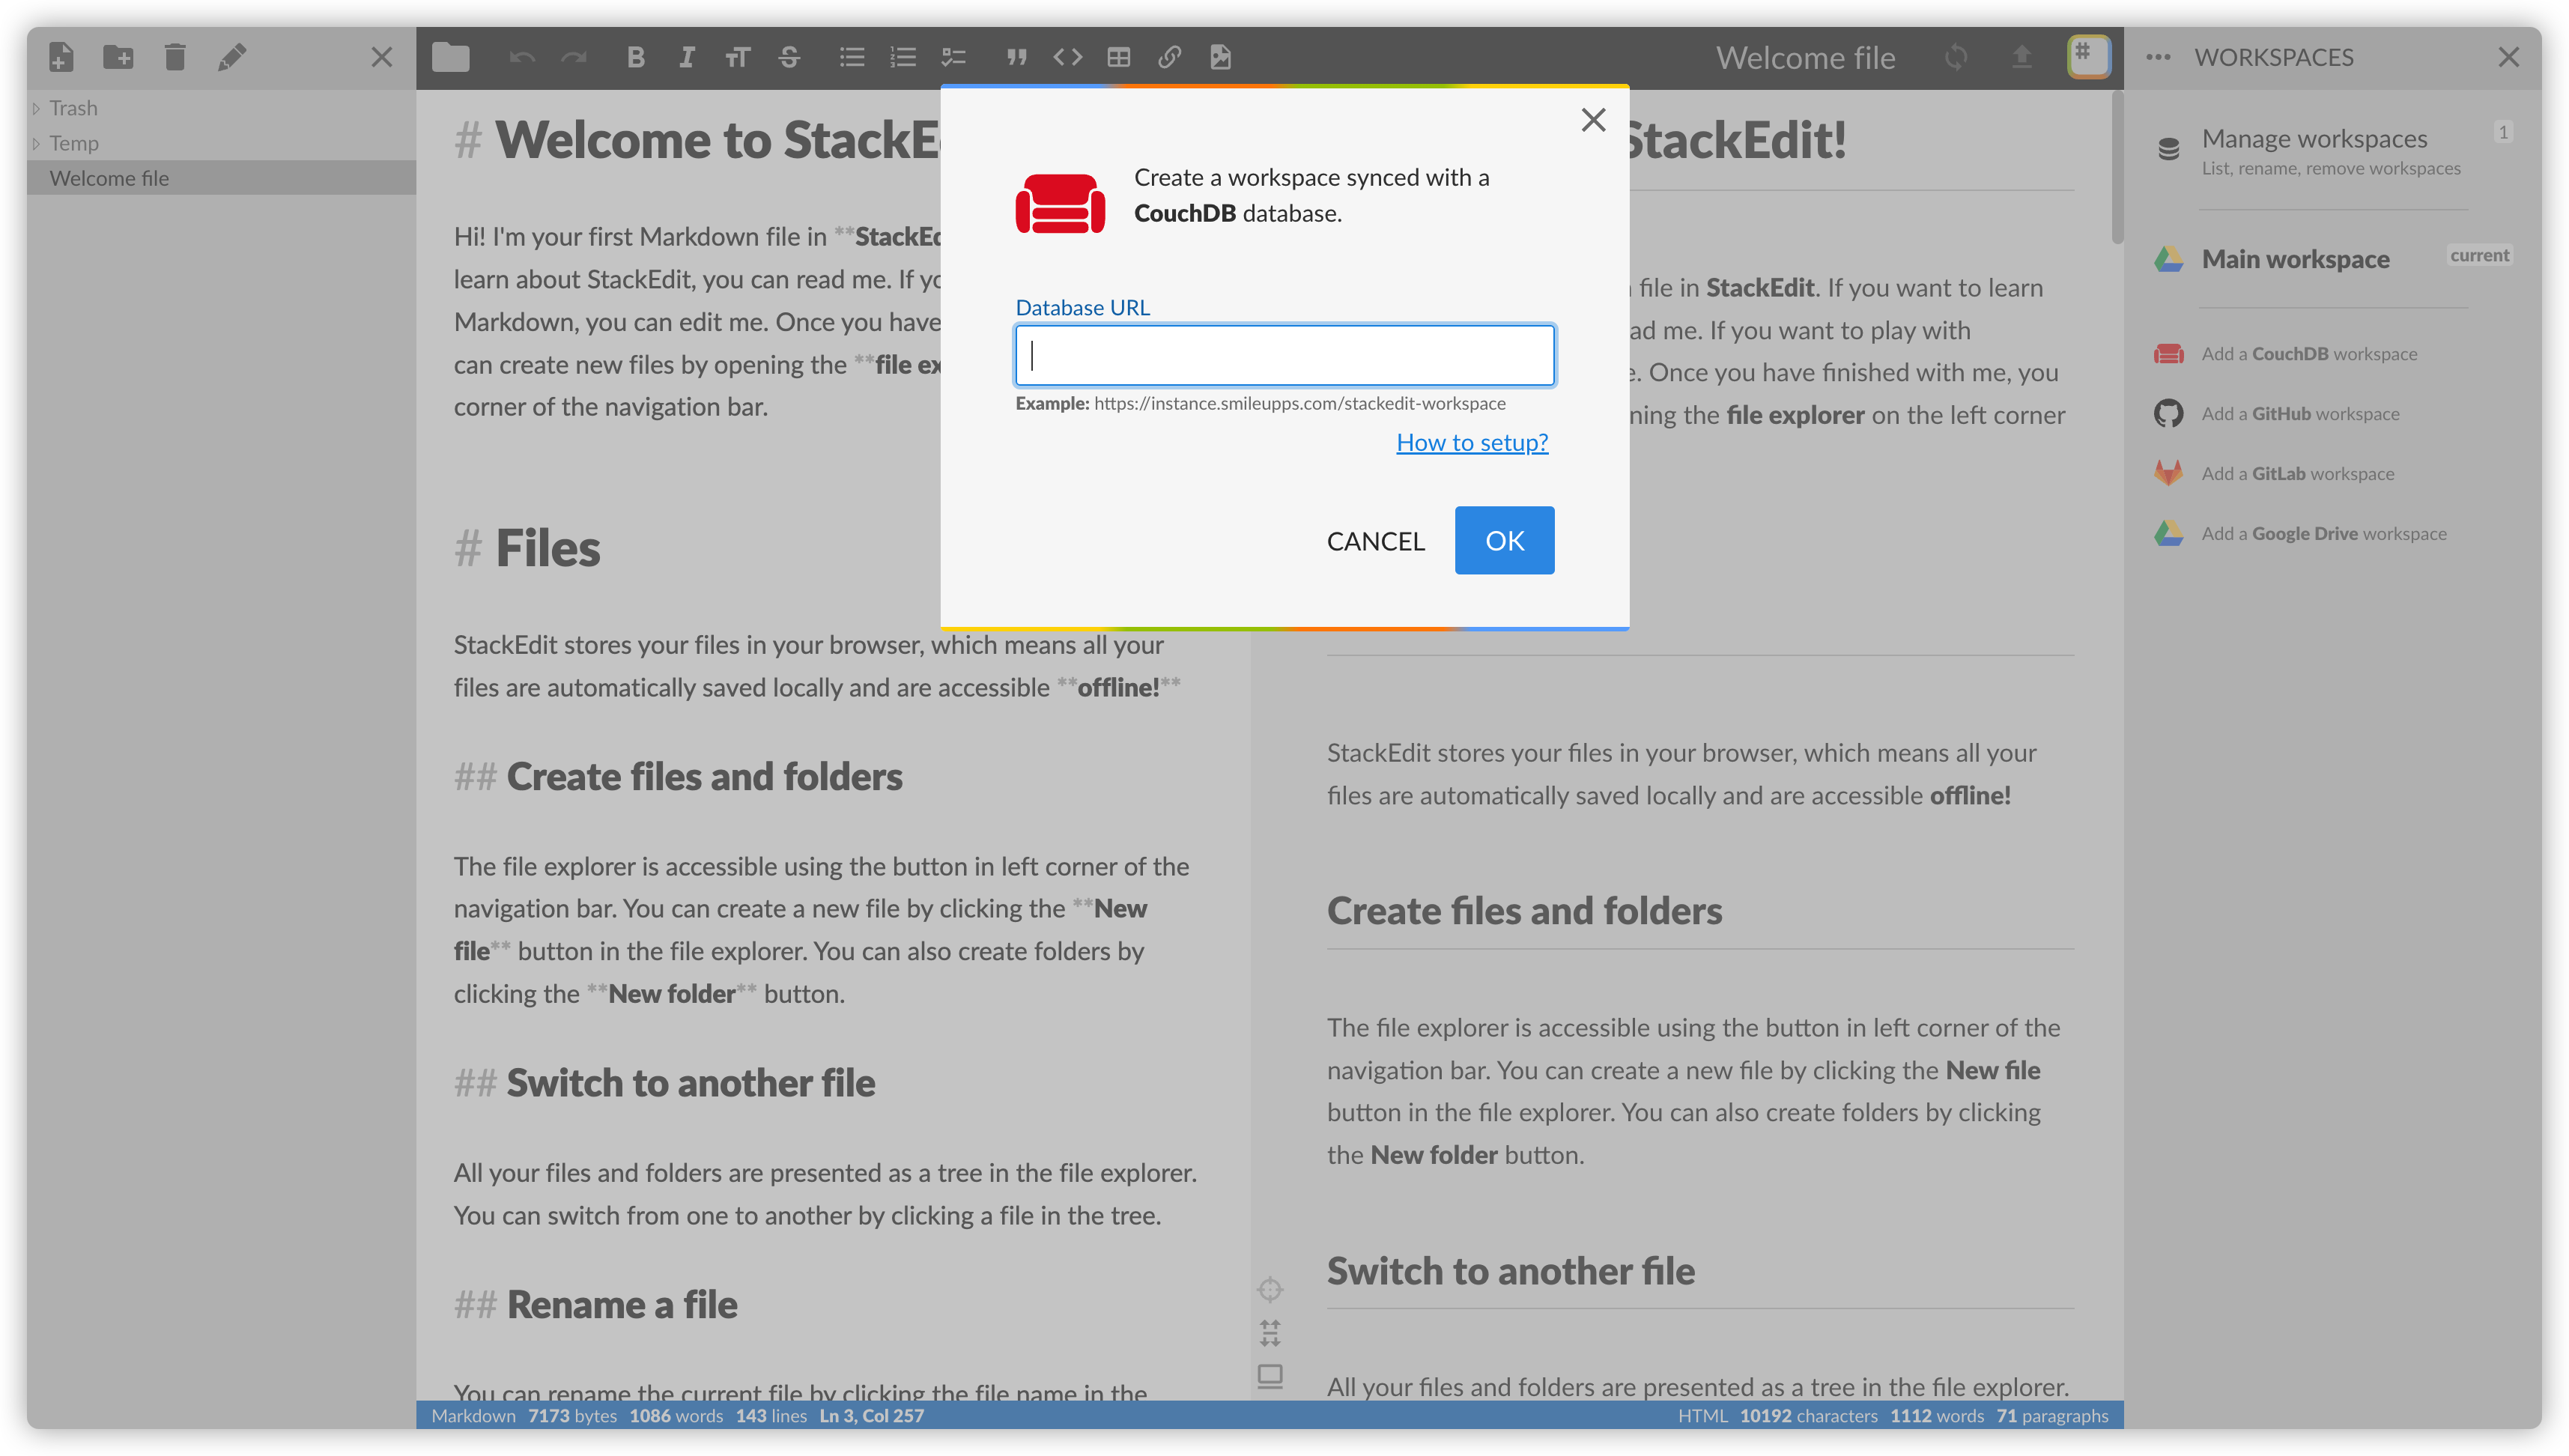 Welcome file
WORKSPACES
Trash
Temp
Welcome file
# Welcome to StackE
Hi! I'm your first Markdown file in **StackEd
learn about StackEdit, you can read me. If yo
Markdown, you can edit me. Once you have
can create new files by opening the **file ex
corner of the navigation bar.
# Files
StackEdit stores your files in your browser, which means all your
files are automatically saved locally and are accessible **offline!**
## Create files and folders
The file explorer is accessible using the button in left corner of the
navigation bar. You can create a new file by clicking the **New
file** button in the file explorer. You can also create folders by
clicking the **New folder** button.
## Switch to another file
All your files and folders are presented as a tree in the file explorer.
You can switch from one to another by clicking a file in the tree.
## Rename a file
You can rename the current file by clicking the file name in the
Create a workspace synced with a
CouchDB database.
Database URL
Example: https://instance.smileupps.com/stackedit-workspace
How to setup?
CANCEL
OK
StackEdit!
file in StackEdit. If you want to learn
ad me. If you want to play with
e. Once you have finished with me, you
ning the file explorer on the left corner
StackEdit stores your files in your browser, which means all your
files are automatically saved locally and are accessible offline!
Create files and folders
The file explorer is accessible using the button in left corner of the
navigation bar. You can create a new file by clicking the New file
button in the file explorer. You can also create folders by clicking
the New folder button.
Switch to another file
All your files and folders are presented as a tree in the file explorer.
Manage workspaces 1
List, rename, remove workspaces
Main workspace current
Add a CouchDB workspace
Add a GitHub workspace
Add a GitLab workspace
Add a Google Drive workspace
Markdown 7173 bytes 1086 words 143 lines Ln 3, Col 257
HTML 10192 characters 1112 words 71 paragraphs